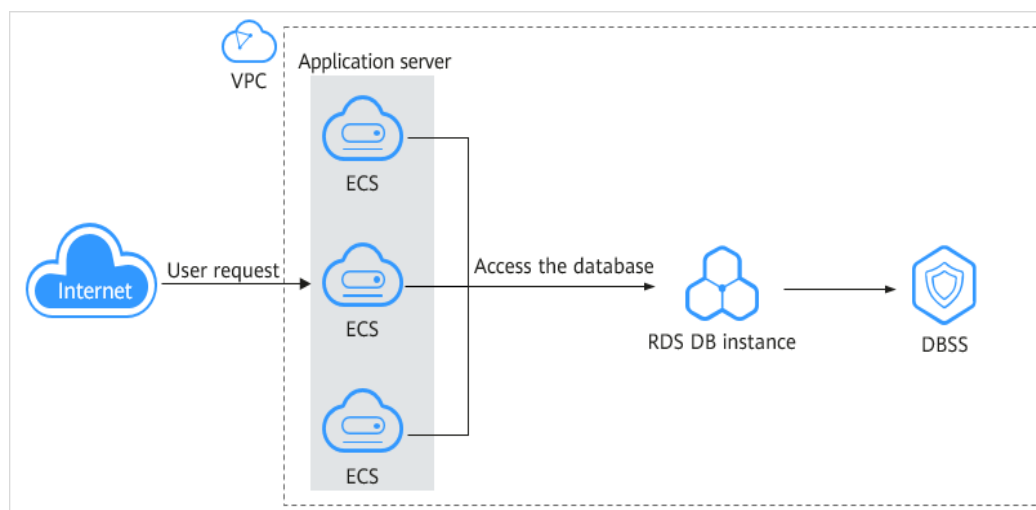 VPC
Application server
ECS
Internet
User request
ECS
Access the database
RDS DB instance
DBSS
ECS